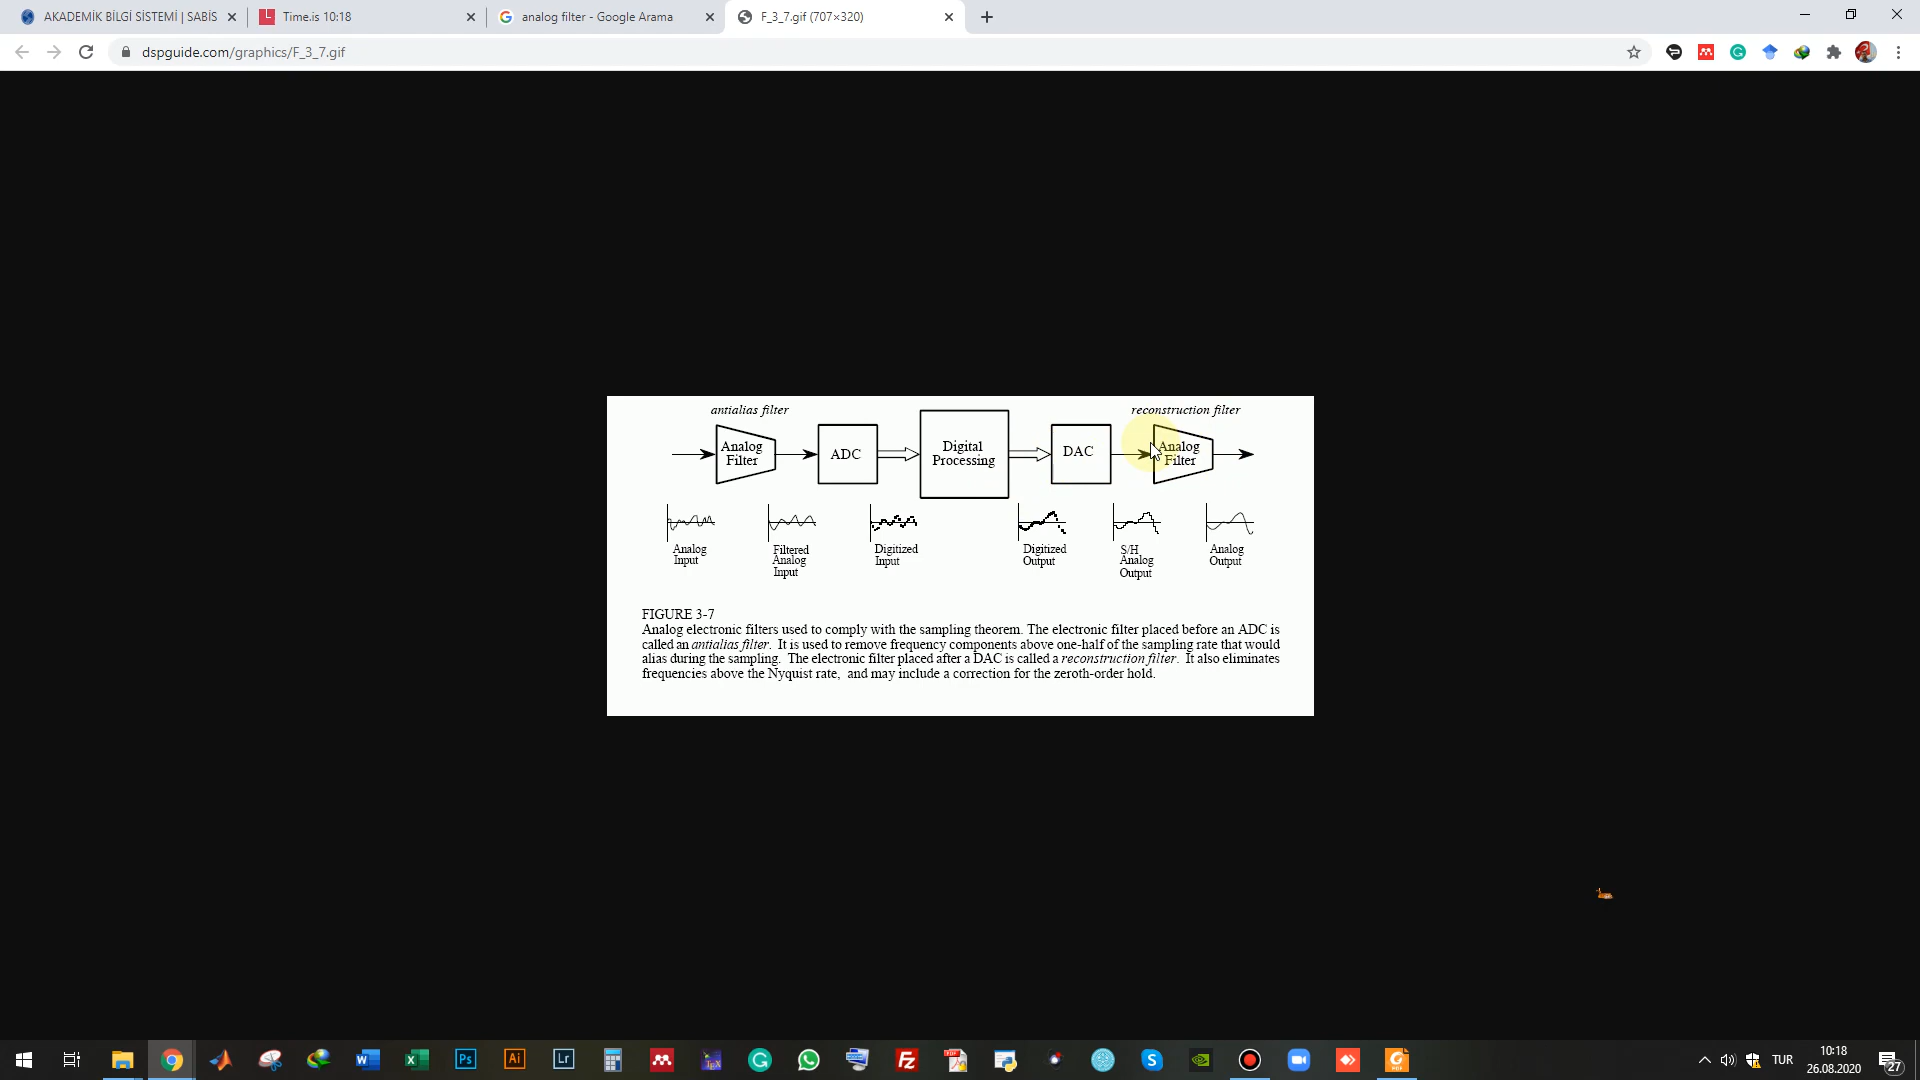 AKADEMİK BİLGİ SİSTEMİ | SABİS
Time.is 10:18
analog filter - Google Arama
F_3_7.gif (707×320)
dspguide.com/graphics/F_3_7.gif
antialias filter
reconstruction filter
Analog
Filter
ADC
Digital
Processing
DAC
Analog
Filter
Analog
Input
Filtered
Analog
Input
Digitized
Input
Digitized
Output
S/H
Analog
Output
Analog
Output
FIGURE 3-7
Analog electronic filters used to comply with the sampling theorem. The electronic filter placed before an ADC is
called an antialias filter. It is used to remove frequency components above one-half of the sampling rate that would
alias during the sampling. The electronic filter placed after a DAC is called a reconstruction filter. It also eliminates
frequencies above the Nyquist rate, and may include a correction for the zeroth-order hold.
TUR
10:18
26.08.2020
27